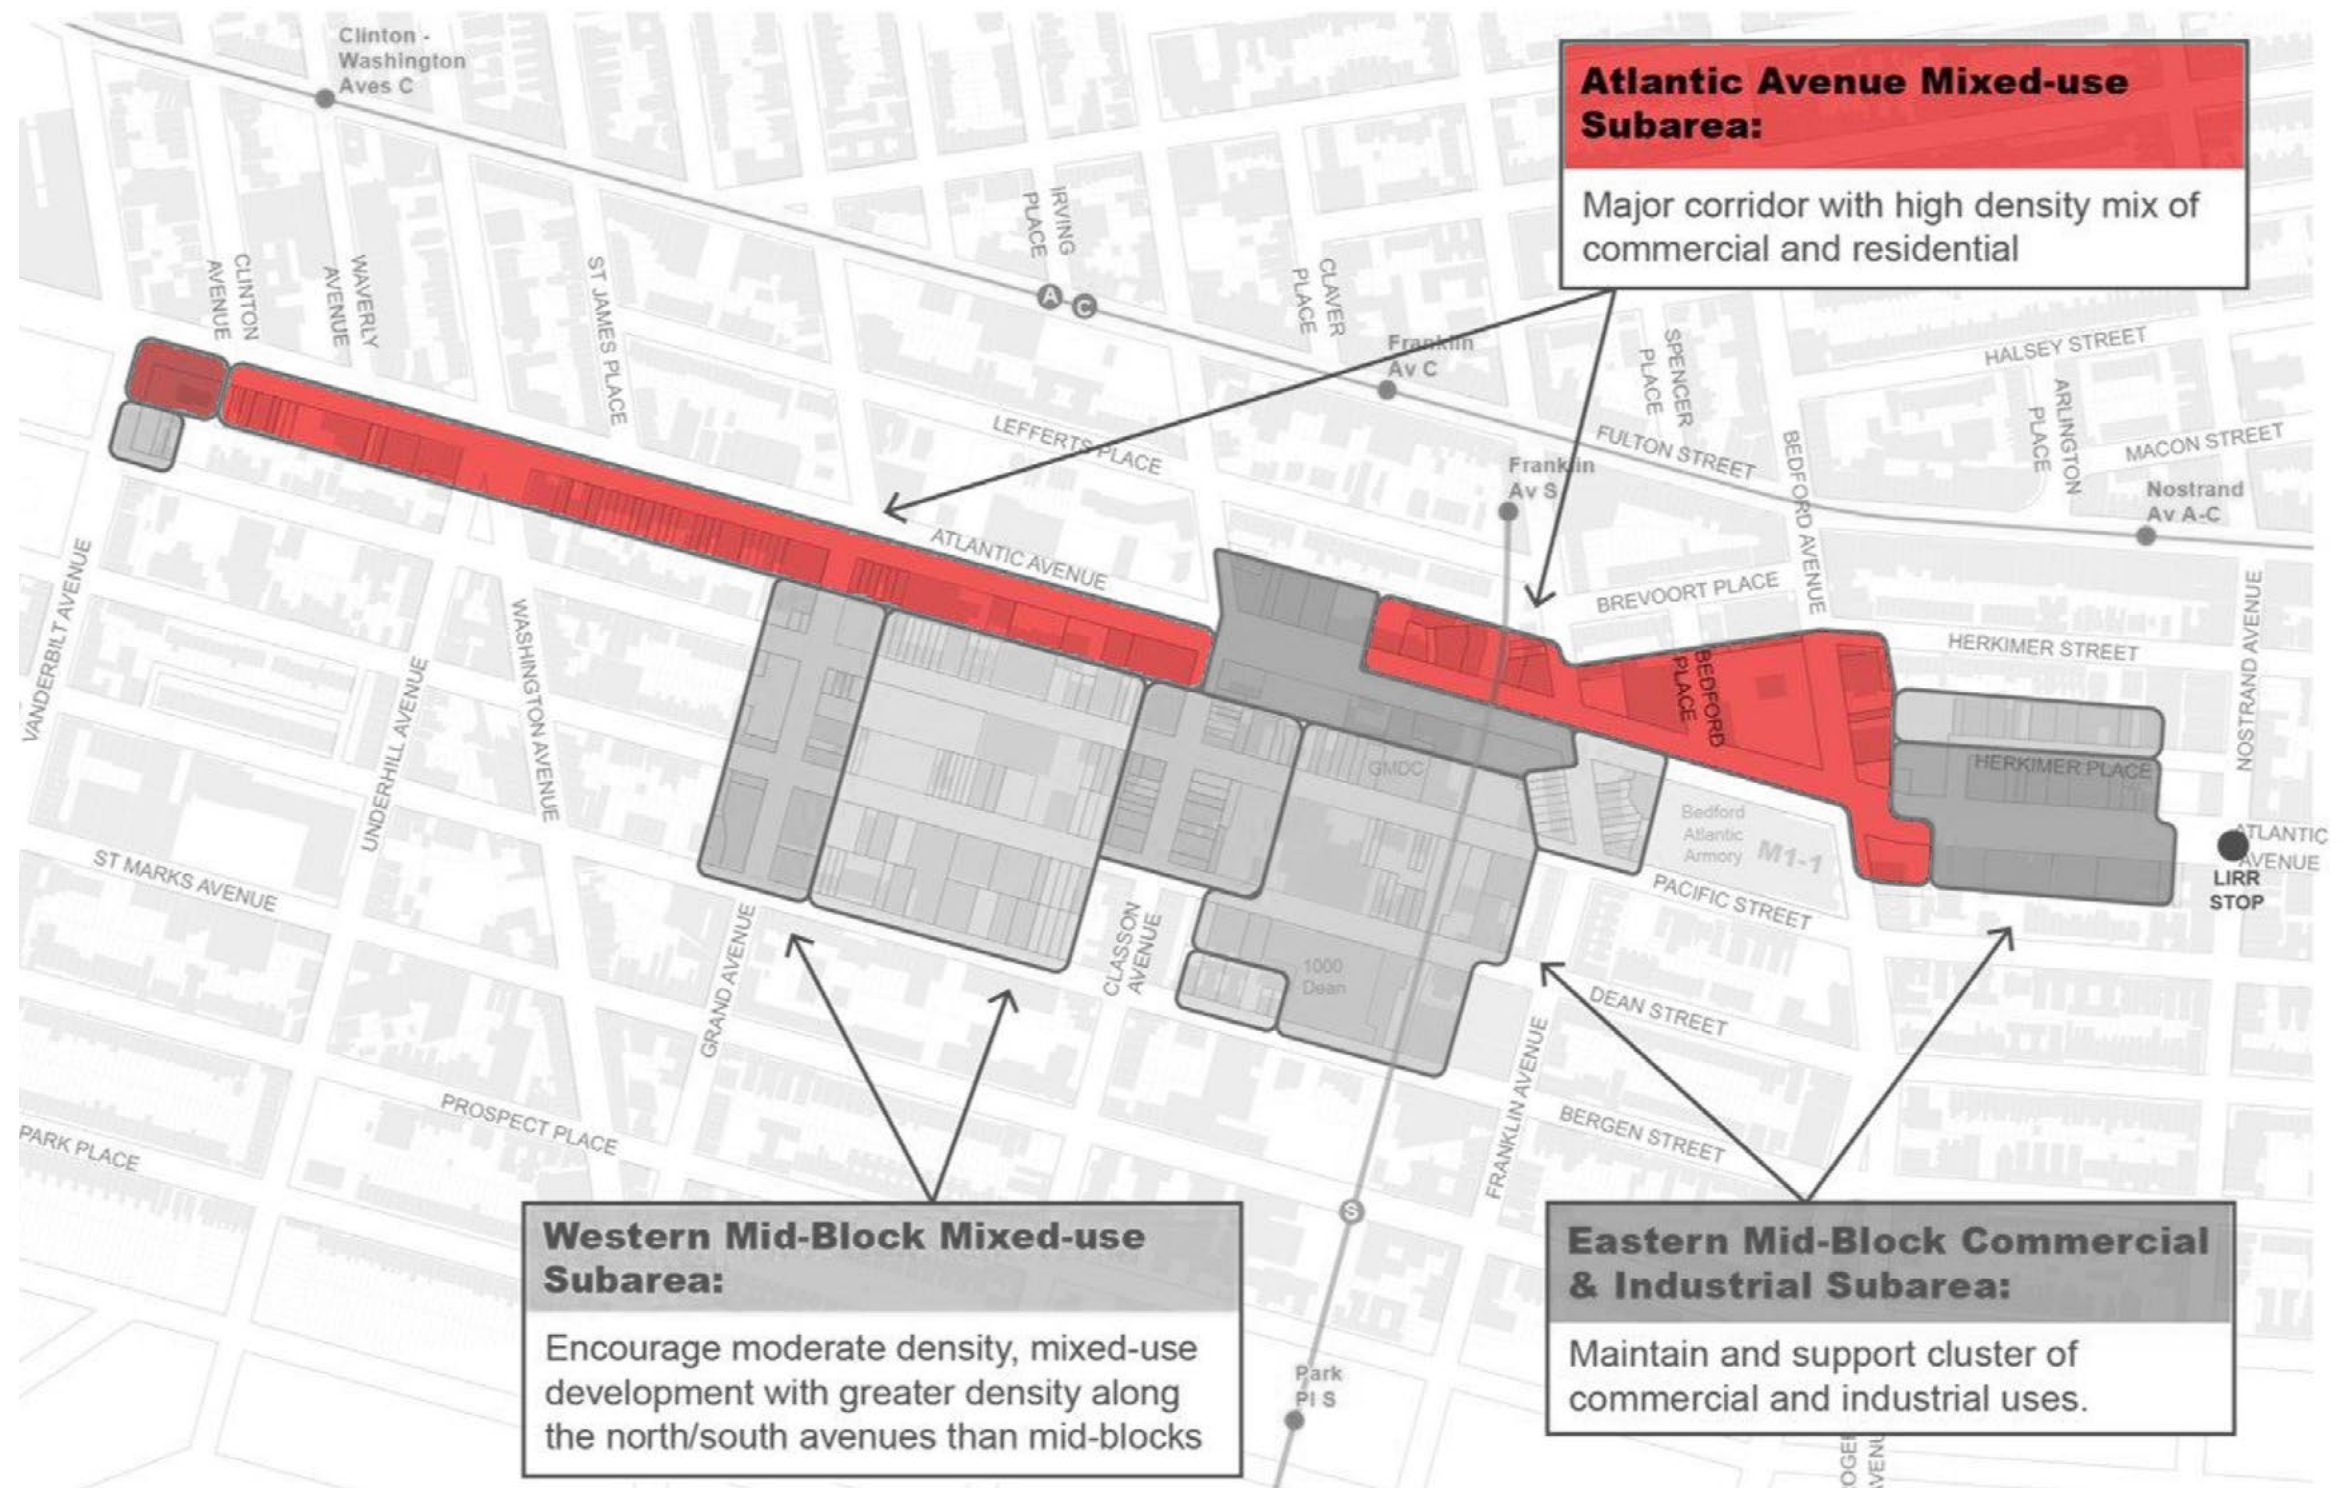 Clinton -
Washington
Aves C
Atlantic Avenue Mixed-use
Subarea:
Major corridor with high density mix of
commercial and residential
CLINTON
AVENUE
WAVERLY
AVENUE
ST JAMES PLACE
IRVING
PLACE
A C
CLAVER
PLACE
Franklin
Av C
SPENCER
PLACE
HALSEY STREET
ARLINGTON
PLACE
MACON STREET
LEFFERTS PLACE
FULTON STREET
BEDFORD AVENUE
Franklin
Av S
Nostrand
Av A-C
ATLANTIC AVENUE
BREVOORT PLACE
HERKIMER STREET
NOSTRAND AVENUE
VANDERBILT AVENUE
UNDERHILL AVENUE
WASHINGTON AVENUE
BEDFORD
PLACE
GMDC
HERKIMER PLACE
Bedford
Atlantic
Armory
M1-1
ATLANTIC
AVENUE
LIRR
STOP
ST MARKS AVENUE
PACIFIC STREET
GRAND AVENUE
CLASSON
AVENUE
1000
Dean
DEAN STREET
FRANKLIN AVENUE
PROSPECT PLACE
PARK PLACE
BERGEN STREET
S
Western Mid-Block Mixed-use
Subarea:
Encourage moderate density, mixed-use
development with greater density along
the north/south avenues than mid-blocks
Eastern Mid-Block Commercial
& Industrial Subarea:
Maintain and support cluster of
commercial and industrial uses.
Park
Pl S